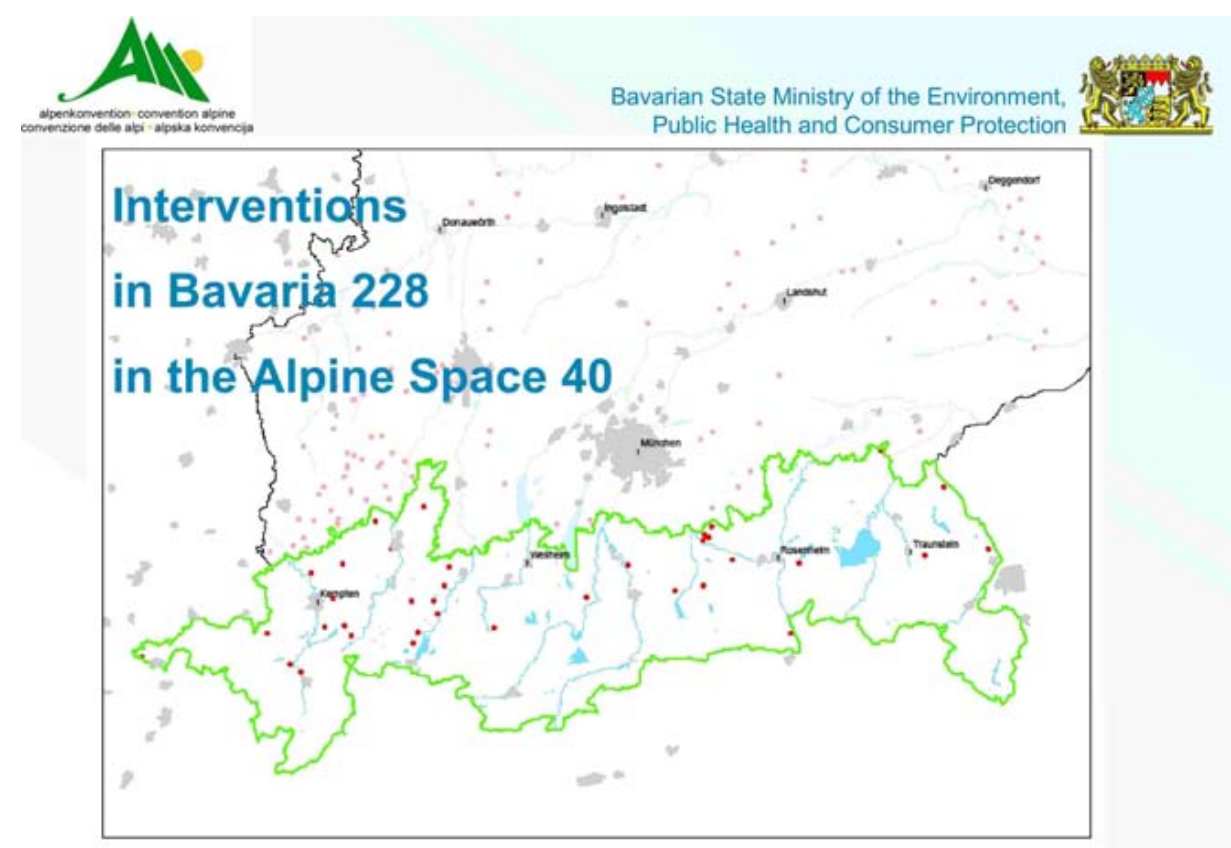 alpenkonvention·convention alpine
convenzione delle alpi·alpska konvencija
Bavarian State Ministry of the Environment,
Public Health and Consumer Protection
Interventions
in Bavaria 228
in the Alpine Space 40
Deggendorf
Ingolstadt
Donauwörth
Landshut
München
Weilheim
Rosenheim
Traunstein
Kempten